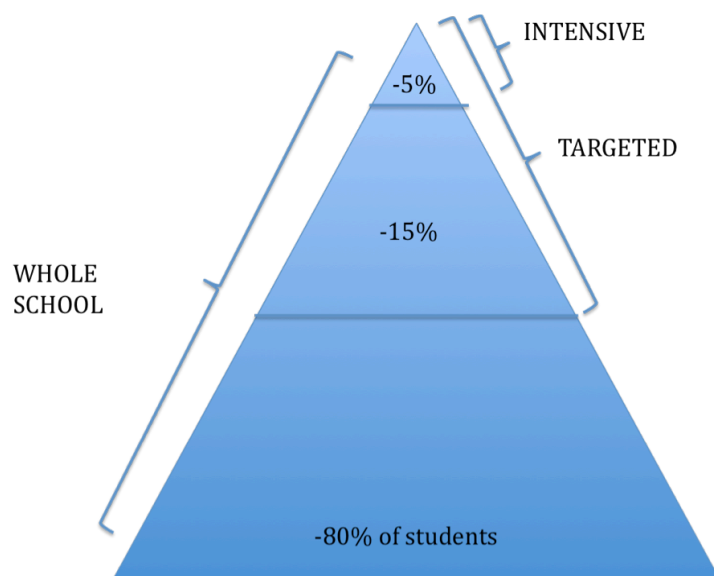 INTENSIVE
-5%
TARGETED
-15%
WHOLE
SCHOOL
-80% of students